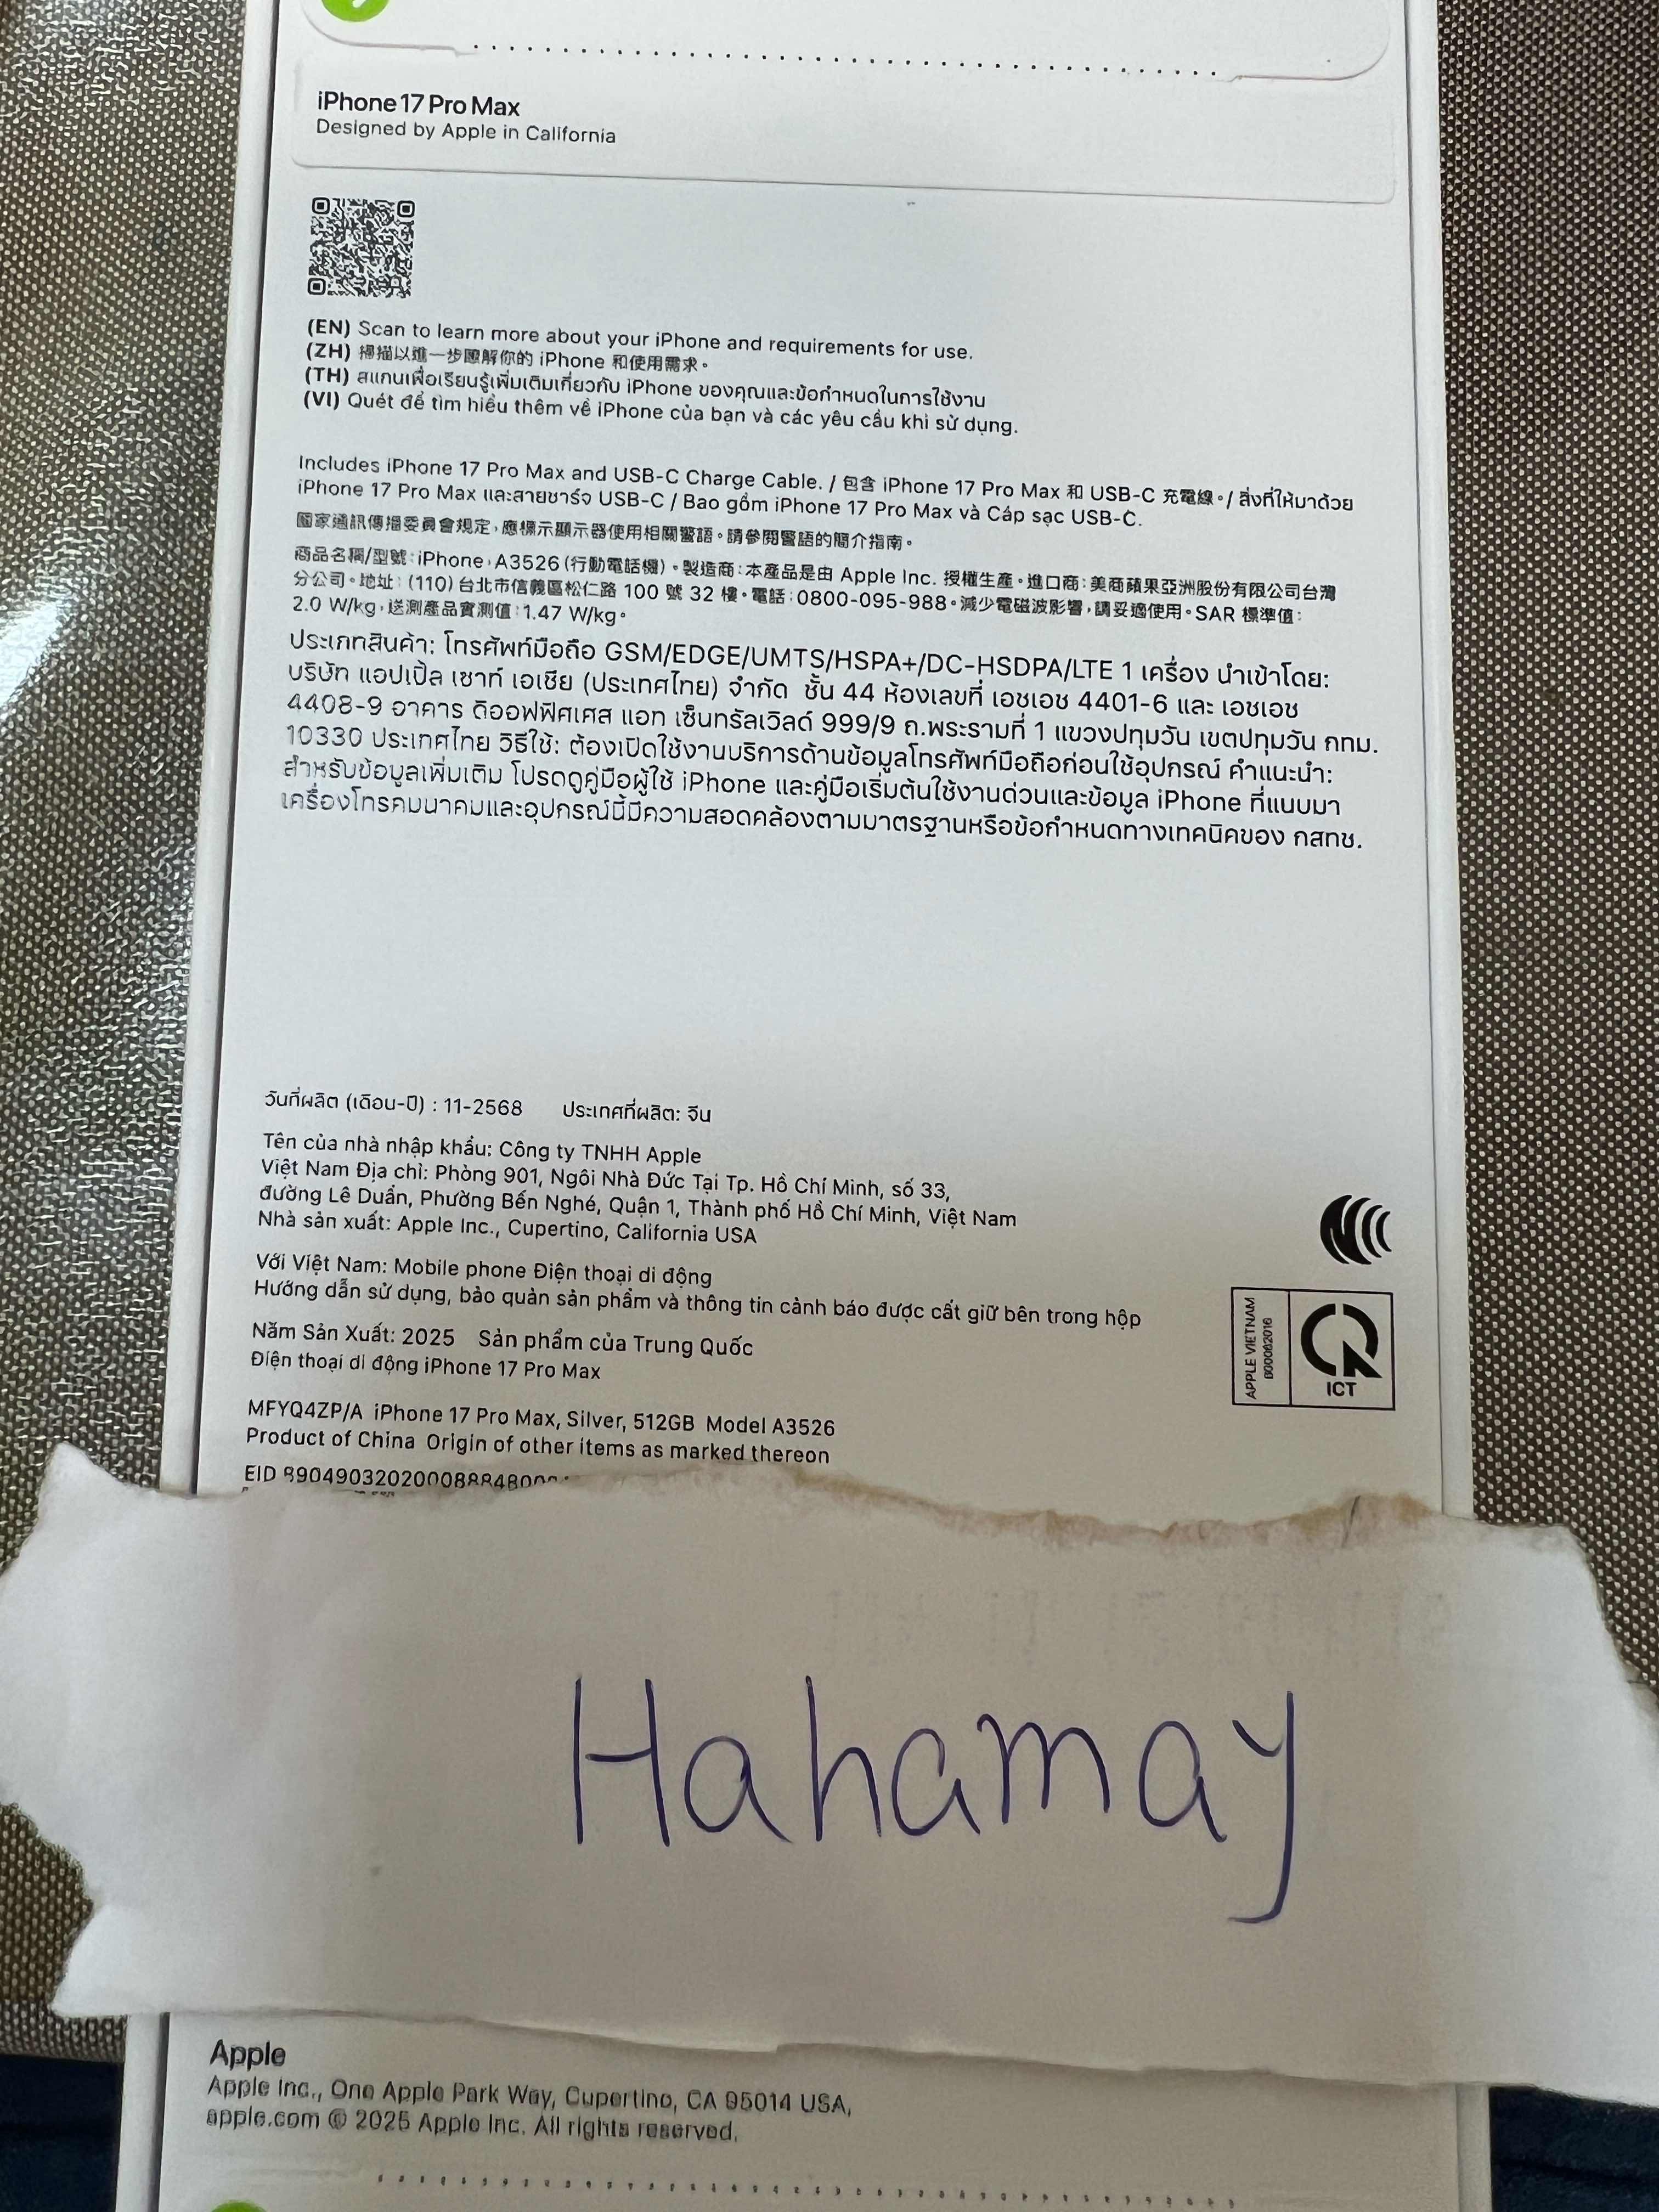 iPhone 17 Pro Max
Designed by Apple in California
(EN) Scan to learn more about your iPhone and requirements for use.
(ZH) 掃描以進一步瞭解你的 iPhone 和使用需求。
(TH) สแกนเพื่อเรียนรู้เพิ่มเติมเกี่ยวกับ iPhone ของคุณและข้อกำหนดในการใช้งาน
(VI) Quét để tìm hiểu thêm về iPhone của bạn và các yêu cầu khi sử dụng.
Includes iPhone 17 Pro Max and USB-C Charge Cable. / 包含 iPhone 17 Pro Max 和 USB-C 充電線。/ สิ่งที่ให้มาด้วย
iPhone 17 Pro Max และสายชาร์จ USB-C / Bao gồm iPhone 17 Pro Max và Cáp sạc USB-C.
國家通訊傳播委員會規定,應標示顯示器使用相關警語。請參閱警語的簡介指南。
商品名稱/型號:iPhone,A3526 (行動電話機)。製造商:本產品是由 Apple Inc. 授權生產。進口商:美商蘋果亞洲股份有限公司台灣
分公司。地址:(110) 台北市信義區松仁路 100 號 32 樓。電話:0800-095-988。減少電磁波影響,請妥適使用。SAR 標準值:
2.0 W/kg,送測產品實測值:1.47 W/kg。
ประเภทสินค้า: โทรศัพท์มือถือ GSM/EDGE/UMTS/HSPA+/DC-HSDPA/LTE 1 เครื่อง นำเข้าโดย:
บริษัท แอปเปิ้ล เซาท์ เอเชีย (ประเทศไทย) จำกัด ชั้น 44 ห้องเลขที่ เอชเอช 4401-6 และ เอชเอช
4408-9 อาคาร ดิออฟฟิศเศส แอท เซ็นทรัลเวิลด์ 999/9 ถ.พระรามที่ 1 แขวงปทุมวัน เขตปทุมวัน กทม.
10330 ประเทศไทย วิธีใช้: ต้องเปิดใช้งานบริการด้านข้อมูลโทรศัพท์มือถือก่อนใช้อุปกรณ์ คำแนะนำ:
สำหรับข้อมูลเพิ่มเติม โปรดดูคู่มือผู้ใช้ iPhone และคู่มือเริ่มต้นใช้งานด่วนและข้อมูล iPhone ที่แนบมา
เครื่องโทรคมนาคมและอุปกรณ์นี้มีความสอดคล้องตามมาตรฐานหรือข้อกำหนดทางเทคนิคของ กสทช.
วันที่ผลิต (เดือน-ปี) : 11-2568 ประเทศที่ผลิต: จีน
Tên của nhà nhập khẩu: Công ty TNHH Apple
Việt Nam Địa chỉ: Phòng 901, Ngôi Nhà Đức Tại Tp. Hồ Chí Minh, số 33,
đường Lê Duẩn, Phường Bến Nghé, Quận 1, Thành phố Hồ Chí Minh, Việt Nam
Nhà sản xuất: Apple Inc., Cupertino, California USA
Với Việt Nam: Mobile phone Điện thoại di động
Hướng dẫn sử dụng, bảo quản sản phẩm và thông tin cảnh báo được cất giữ bên trong hộp
Năm Sản Xuất: 2025 Sản phẩm của Trung Quốc
Điện thoại di động iPhone 17 Pro Max
APPLE VIETNAM
B00062016
ICT
MFYQ4ZP/A iPhone 17 Pro Max, Silver, 512GB Model A3526
Product of China Origin of other items as marked thereon
EID
Hahamay
Apple
Apple Inc., One Apple Park Way, Cupertino, CA 95014 USA,
apple.com © 2025 Apple Inc. All rights reserved.